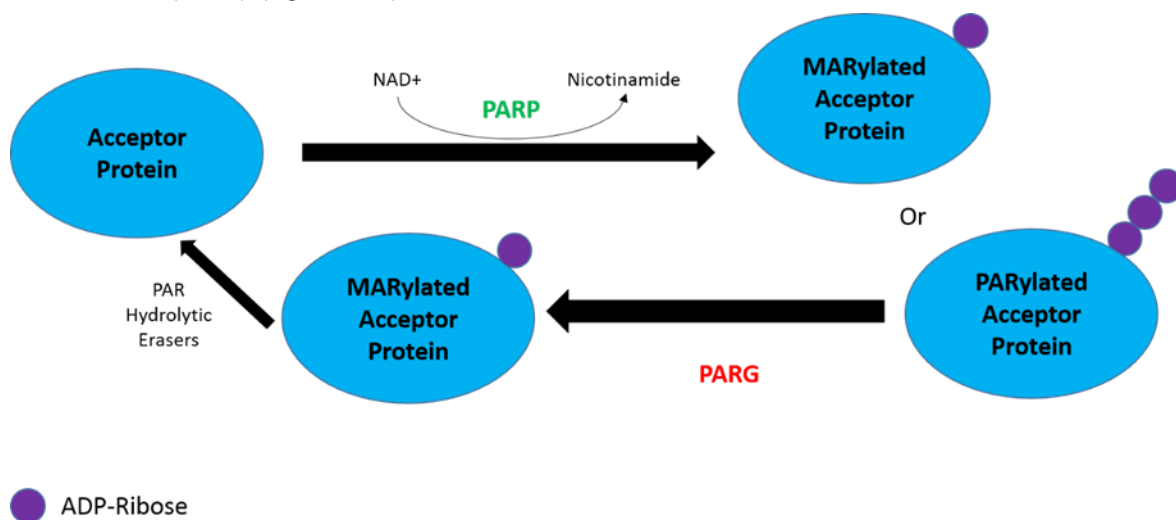 NAD+
Nicotinamide
PARP
MARylated
Acceptor
Protein
Acceptor
Protein
Or
PAR
Hydrolytic
Erasers
MARylated
Acceptor
Protein
PARG
PARylated
Acceptor
Protein
ADP-Ribose